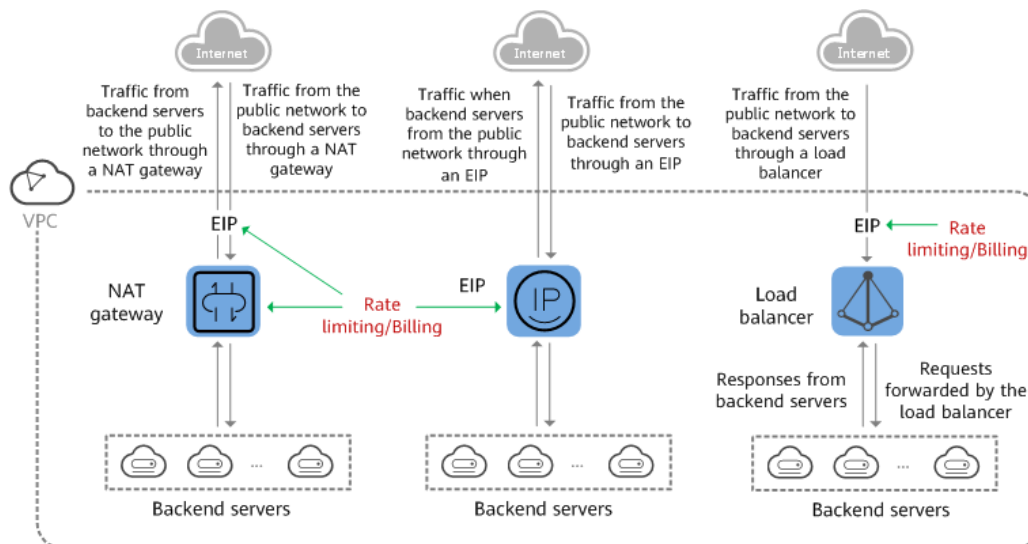 Internet
Internet
Internet
Traffic from
backend servers
to the public
network through
a NAT gateway
Traffic from the
public network to
backend servers
through a NAT
gateway
Traffic when
backend servers
from the public
network through
an EIP
Traffic from the
public network to
backend servers
through an EIP
Traffic from the
public network to
backend servers
through a load
balancer
VPC
EIP
EIP
Rate
limiting/Billing
NAT
gateway
Rate
limiting/Billing
EIP
IP
Load
balancer
Responses from
backend servers
Requests
forwarded by the
load balancer
...
...
...
Backend servers
Backend servers
Backend servers